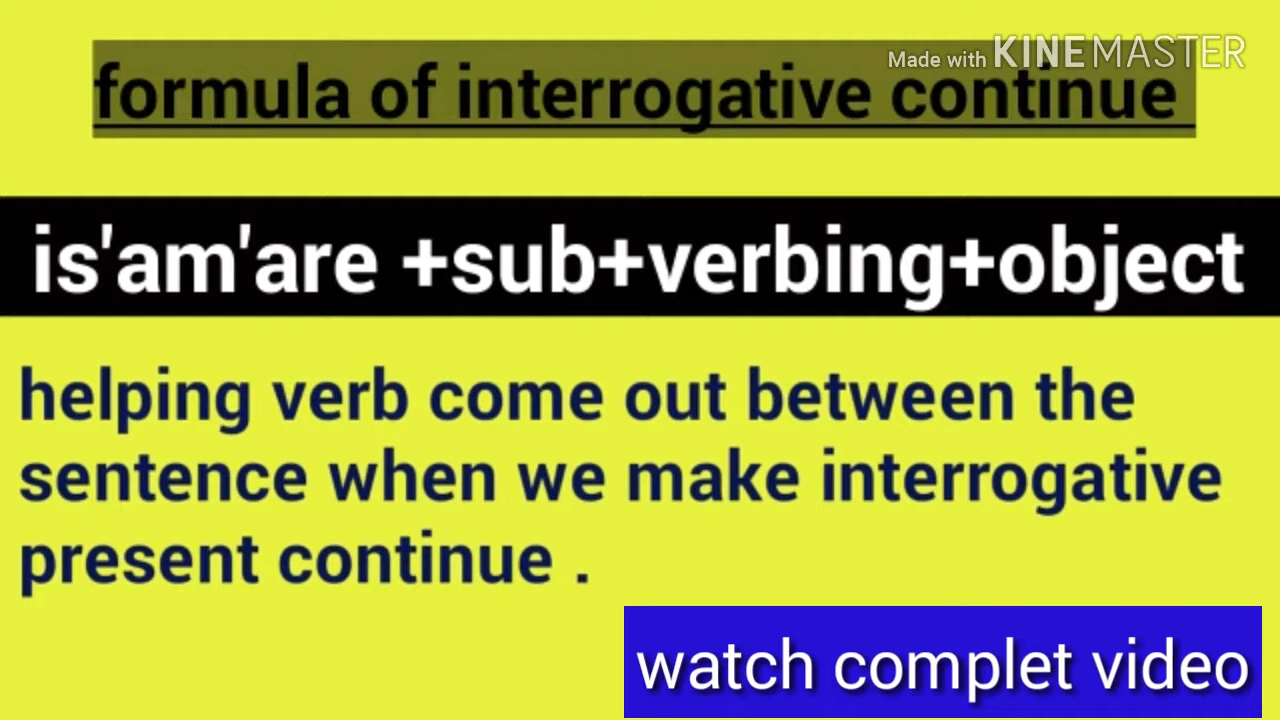 Made with KINEMASTER
formula of interrogative continue
is'am'are +sub+verbing+object
helping verb come out between the
sentence when we make interrogative
present continue .
watch complet video